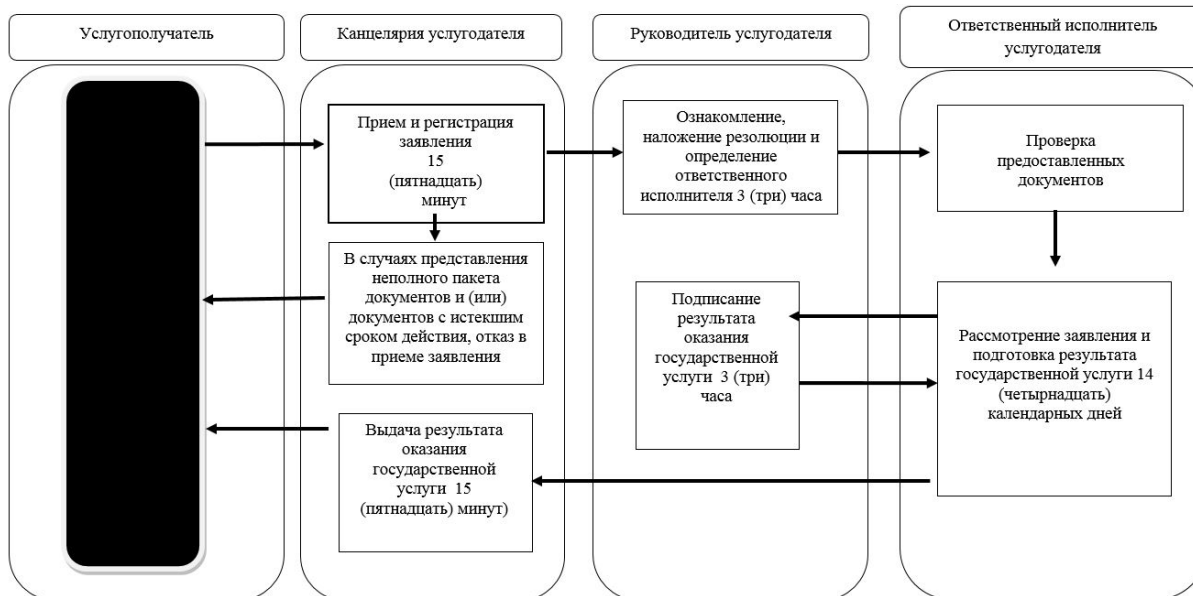 Услугополучатель
Канцелярия услугодателя
Руководитель услугодателя
Ответственный исполнитель
услугодателя
Прием и регистрация
заявления
15
(пятнадцать)
минут
Ознакомление,
наложение резолюции и
определение
ответственного
исполнителя 3 (три) часа
Проверка
предоставленных
документов
В случаях представления
неполного пакета
документов и (или)
документов с истекшим
сроком действия, отказ в
приеме заявления
Подписание
результата
оказания
государственной
услуги 3 (три)
часа
Рассмотрение заявления и
подготовка результата
государственной услуги 14
(четырнадцать)
календарных дней
Выдача результата
оказания
государственной
услуги 15
(пятнадцать) минут)